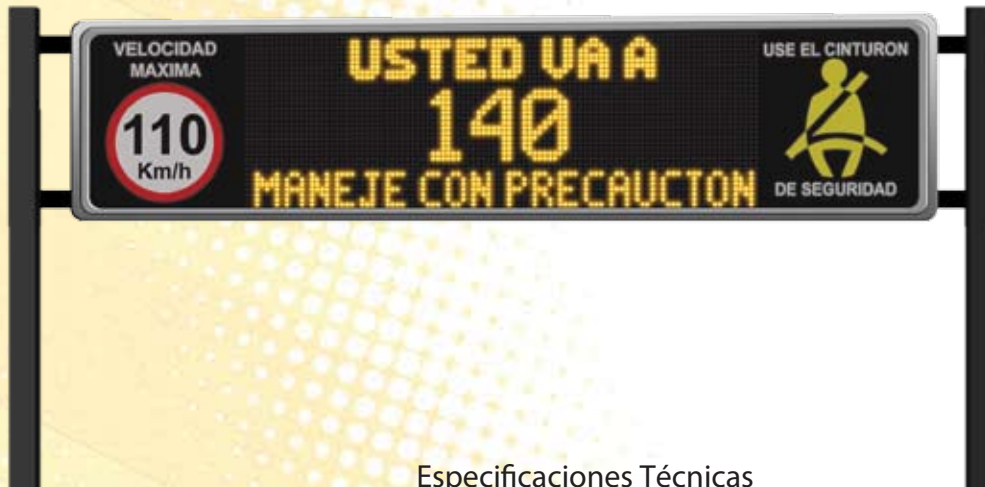 VELOCIDAD
MAXIMA
110
Km/h
USTED VA A
140
MANEJE CON PRECAUCTON
USE EL CINTURON
DE SEGURIDAD
Especificaciones Técnicas